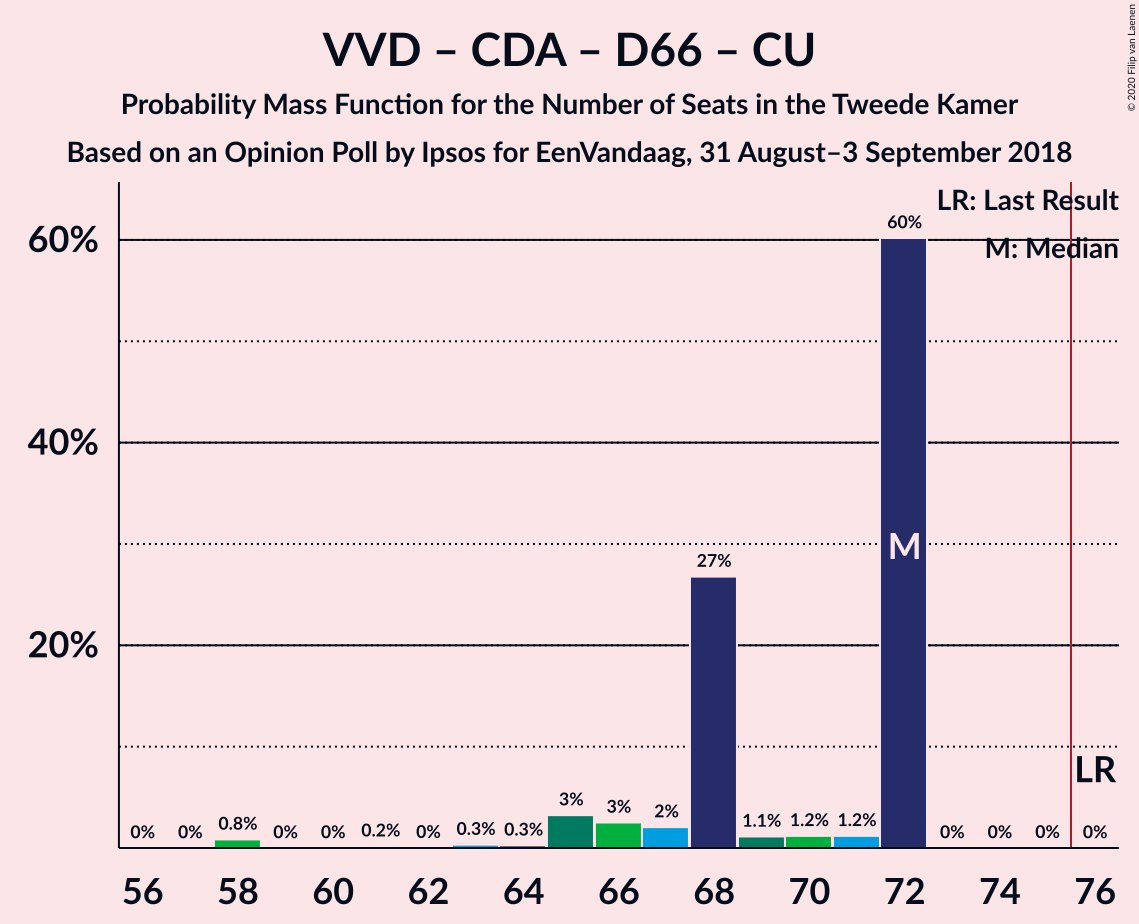 VVD – CDA – D66 – CU
Probability Mass Function for the Number of Seats in the Tweede Kamer
Based on an Opinion Poll by Ipsos for EenVandaag, 31 August–3 September 2018
© 2020 Filip van Laenen
LR: Last Result
M: Median
60%
40%
20%
0% 0% 0.8% 0% 0% 0.2% 0% 0.3% 0.3% 3% 3% 2% 27% 1.1% 1.2% 1.2% 60% 0% 0% 0% 0%
M
LR
56 58 60 62 64 66 68 70 72 74 76